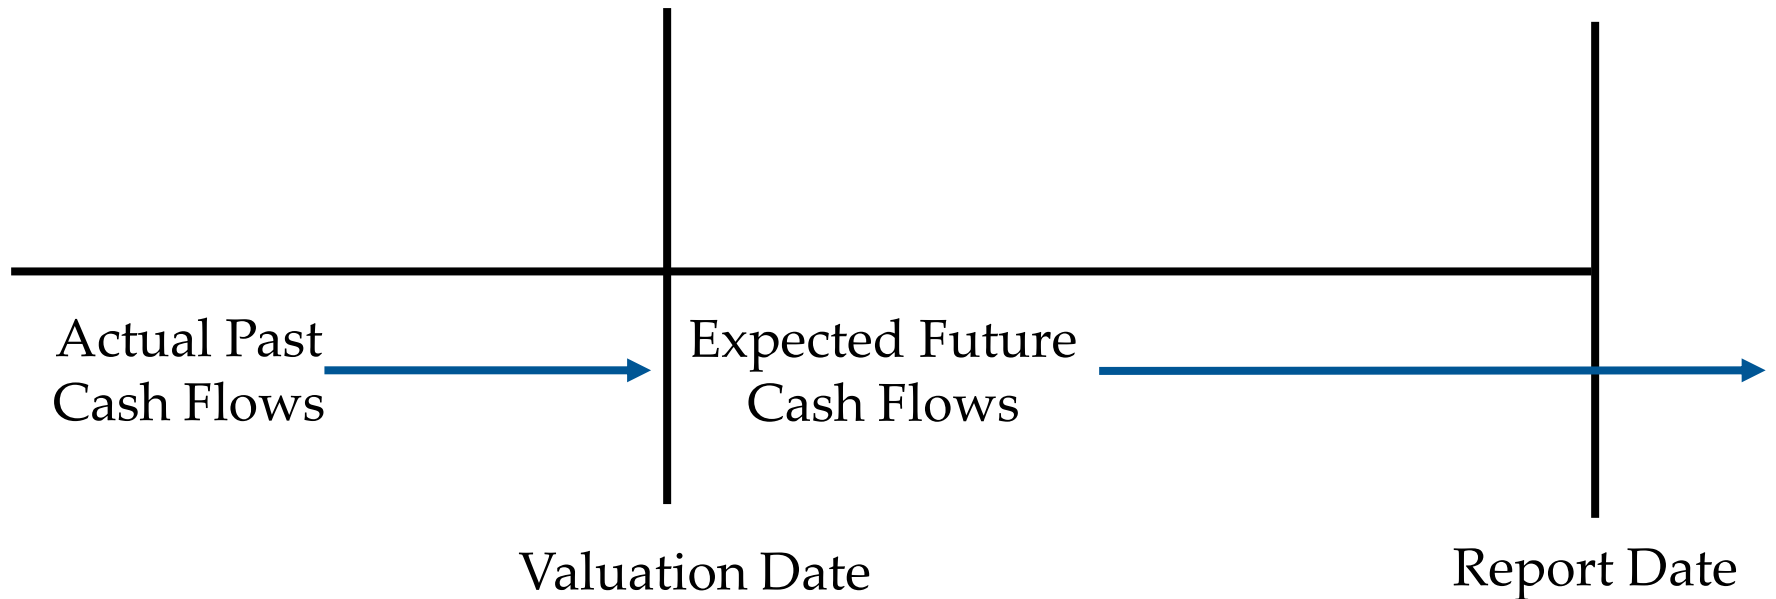 Actual Past
Cash Flows
Expected Future
Cash Flows
Valuation Date
Report Date